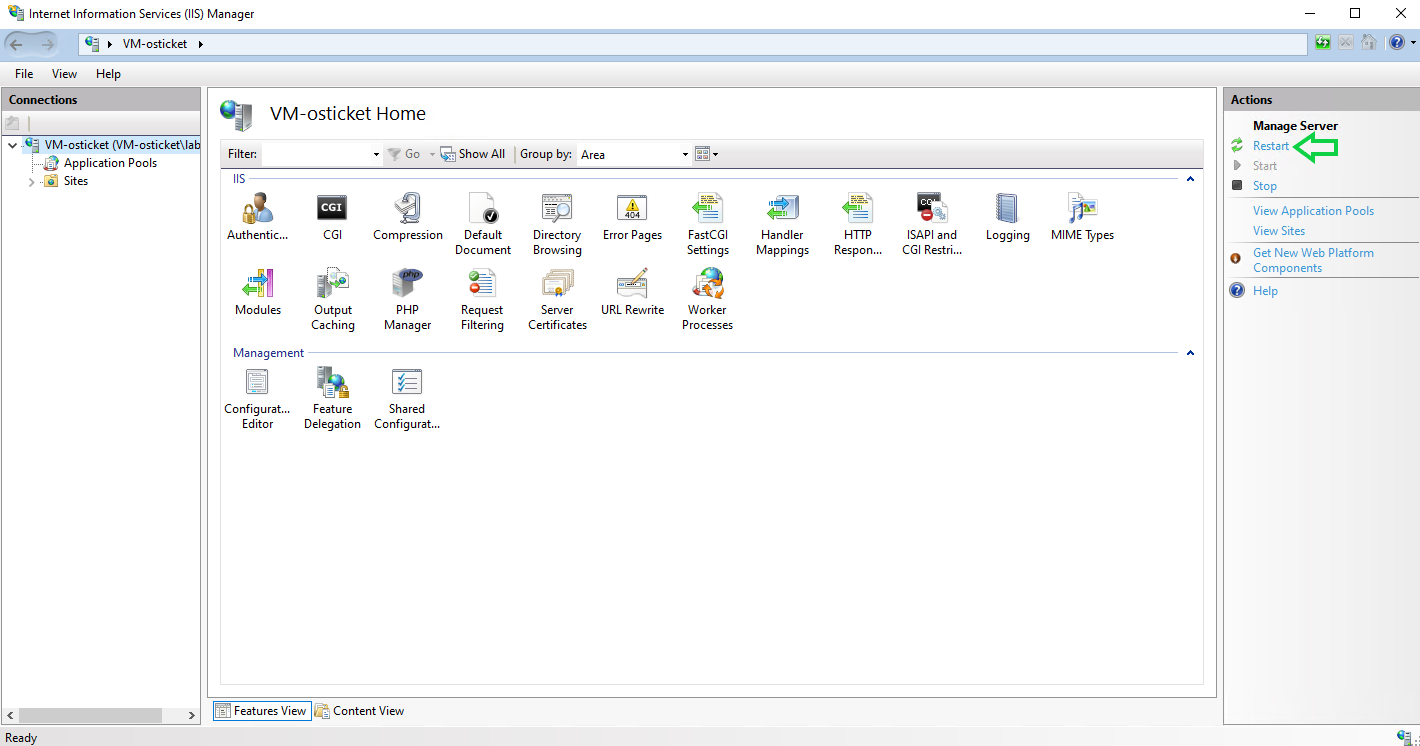 Internet Information Services (IIS) Manager
VM-osticket
File View Help
Connections
VM-osticket (VM-osticket\lab
Application Pools
Sites
VM-osticket Home
Filter: Go Show All Group by: Area
IIS
Authentic...
CGI
CGI
Compression
Default
Document
Directory
Browsing
404
Error Pages
FastCGI
Settings
Handler
Mappings
HTTP
Respon...
CGI
ISAPI and
CGI Restri...
Logging
MIME Types
Modules
Output
Caching
php
PHP
Manager
Request
Filtering
Server
Certificates
URL Rewrite
Worker
Processes
Management
Configurat...
Editor
Feature
Delegation
Shared
Configurat...
Features View Content View
Actions
Manage Server
Restart
Start
Stop
View Application Pools
View Sites
Get New Web Platform
Components
Help
Ready